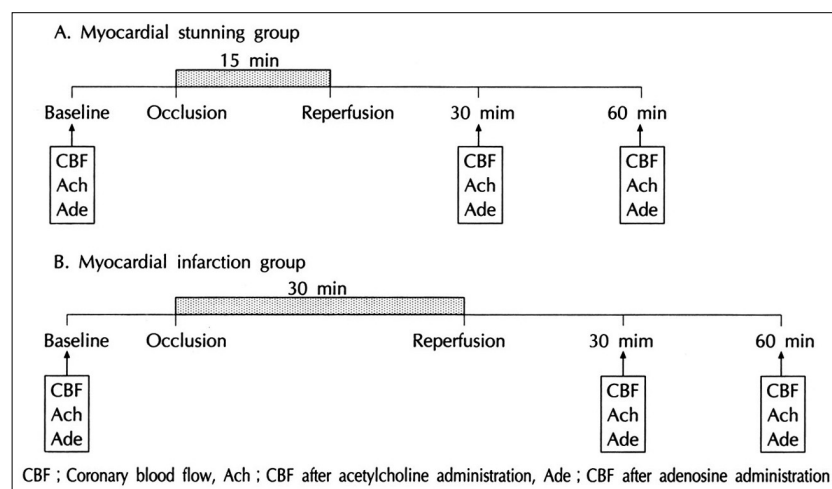 A. Myocardial stunning group
15 min
Baseline Occlusion Reperfusion 30 mim 60 min
CBF CBF CBF
Ach Ach Ach
Ade Ade Ade
B. Myocardial infarction group
30 min
Baseline Occlusion Reperfusion 30 mim 60 min
CBF CBF CBF
Ach Ach Ach
Ade Ade Ade
CBF ; Coronary blood flow, Ach ; CBF after acetylcholine administration, Ade ; CBF after adenosine administration